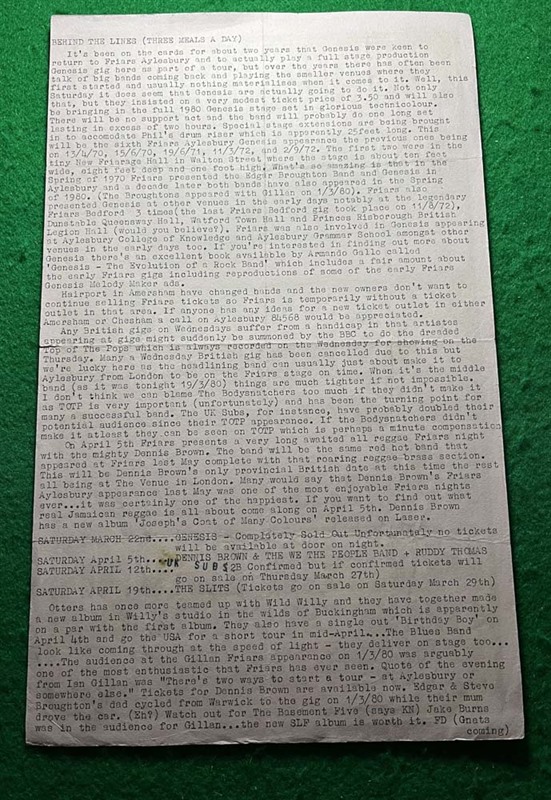 BEHIND THE LINES (THREE MEALS A DAY)
It's been on the cards for about two years that Genesis were keen to
return to Friars Aylesbury and to actually play a full stage production
Genesis gig here as part of a tour, but over the years there has often been
talk of big bands coming back and playing the smaller venues where they
first started and usually nothing materialises when it comes to it. Well, this
Saturday it does seem that Genesis are actually going to do it. Not only
that, but they insisted on a very modest ticket price of 3.50 and will also
be bringing in the full 1980 Genesis stage set in glorious technicolour.
There will be no support act and the band will probably do one long set
lasting in excess of two hours. Special stage extensions are being brought
in to accomodate Phil's drum riser which is apparently 25feet long. This
will be the sixth Friars Aylesbury Genesis appearance the previous ones being
on 13/4/70, 15/6/70, 19/6/71, 11/3/72, and 2/9/72. The first two were in the
tiny New Friarage Hall in Walton Street where the stage is about ten feet
wide, eight feet deep and one foot high. What's so amazing is that in the
Spring of 1970 Friars presented the Edgar Broughton Band and Genesis in
Aylesbury and a decade later both bands have also appeared in the Spring
of 1980. (The Broughtons appeared with Gillan on 1/3/80). Friars also
presented Genesis at other venues in the early days notably at the legendary
Friars Bedford 3 times(the last Friars Bedford gig took place on 11/8/72),
Dunstable Queensway Hall, Watford Town Hall and Princes Risborough British
Legion Hall (would you believe?). Friars was also involved in Genesis appearing
at Aylesbury College of Knowledge and Aylesbury Grammar School amongst other
venues in the early days too. If you're interested in finding out more about
Genesis there's an excellent book available by Armando Gallo called
'Genesis - The Evolution of a Rock Band' which includes a fair amount about
the early Friars gigs including reproductions of some of the early Friars
Genesis Melody Maker ads.
Hairport in Amersham have changed hands and the new owners don't want to
continue selling Friars tickets so Friars is temporarily without a ticket
outlet in that area. If anyone has any ideas for a new ticket outlet in either
Amersham or Chesham a call on Aylesbury 84568 would be appreciated.
Any British gigs on Wednesdays suffer from a handicap in that artistes
appearing at gigs might suddenly be summoned by the BBC to do the dreaded
Top of The Pops which is always recorded on the Wednesday for showing on the
Thursday. Many a Wednesday British gig has been cancelled due to this but
we're lucky here as the headlining band can usually just about make it to
Aylesbury from London to be on the Friars stage on time. When it's the middle
band (as it was tonight 19/3/80) things are much tighter if not impossible.
I don't think we can blame The Bodysnatchers too much if they didn't make it
as TOTP is very important (unfortunately) and has been the turning point for
many a successful band. The UK Subs, for instance, have probably doubled their
potential audience since their TOTP appearance. If the Bodysnatchers didn't
make it atleast they can be seen on TOTP which is perhaps a minute compensation
On April 5th Friars presents a very long awaited all reggae Friars night
with the mighty Dennis Brown. The band will be the same red hot band that
appeared at Friars last May complete with that roaring reggae brass section.
This will be Dennis Brown's only provincial British date at this time the rest
all being at The Venue in London. Many would say that Dennis Brown's Friars
Aylesbury appearance last May was one of the most enjoyable Friars nights
ever...it was certainly one of the happiest. If you want to find out what
real Jamaican reggae is all about come along on April 5th. Dennis Brown
has a new album 'Joseph's Coat of Many Colours' released on Laser.
SATURDAY MARCH 22nd....GENESIS - Completely Sold Out Unfortunately no tickets
will be available at door on night.
SATURDAY April 5th....DENNIS BROWN & THE WE THE PEOPLE BAND + RUDDY THOMAS
SATURDAY APRIL 12th....UK SUBS2B Confirmed but if confirmed tickets will
go on sale on Thursday March 27th)
SATURDAY APRIL 19th....THE SLITS (Tickets go on sale on Saturday March 29th)
Otters has once more teamed up with Wild Willy and they have together made
a new album in Willy's studio in the wilds of Buckingham which is apparently
on a par with the first album. They also have a single out 'Birthday Boy' on
April 4th and go the USA for a short tour in mid-April...The Blues Band
look like coming through at the speed of light - they deliver on stage too...
....The audience at the Gillan Friars appearance on 1/3/80 was arguably
one of the most enthusiastic that Friars has ever seen. Quote of the evening
from Ian Gillan was "There's two ways to start a tour - at Aylesbury or
somewhere else." Tickets for Dennis Brown are available now. Edgar & Steve
Broughton's dad cycled from Warwick to the gig on 1/3/80 while their mum
drove the car. (Eh?) Watch out for The Basement Five (says KN) Jake Burns
was in the audience for Gillan...the new SLF album is worth it. FD (Gnats
coming)